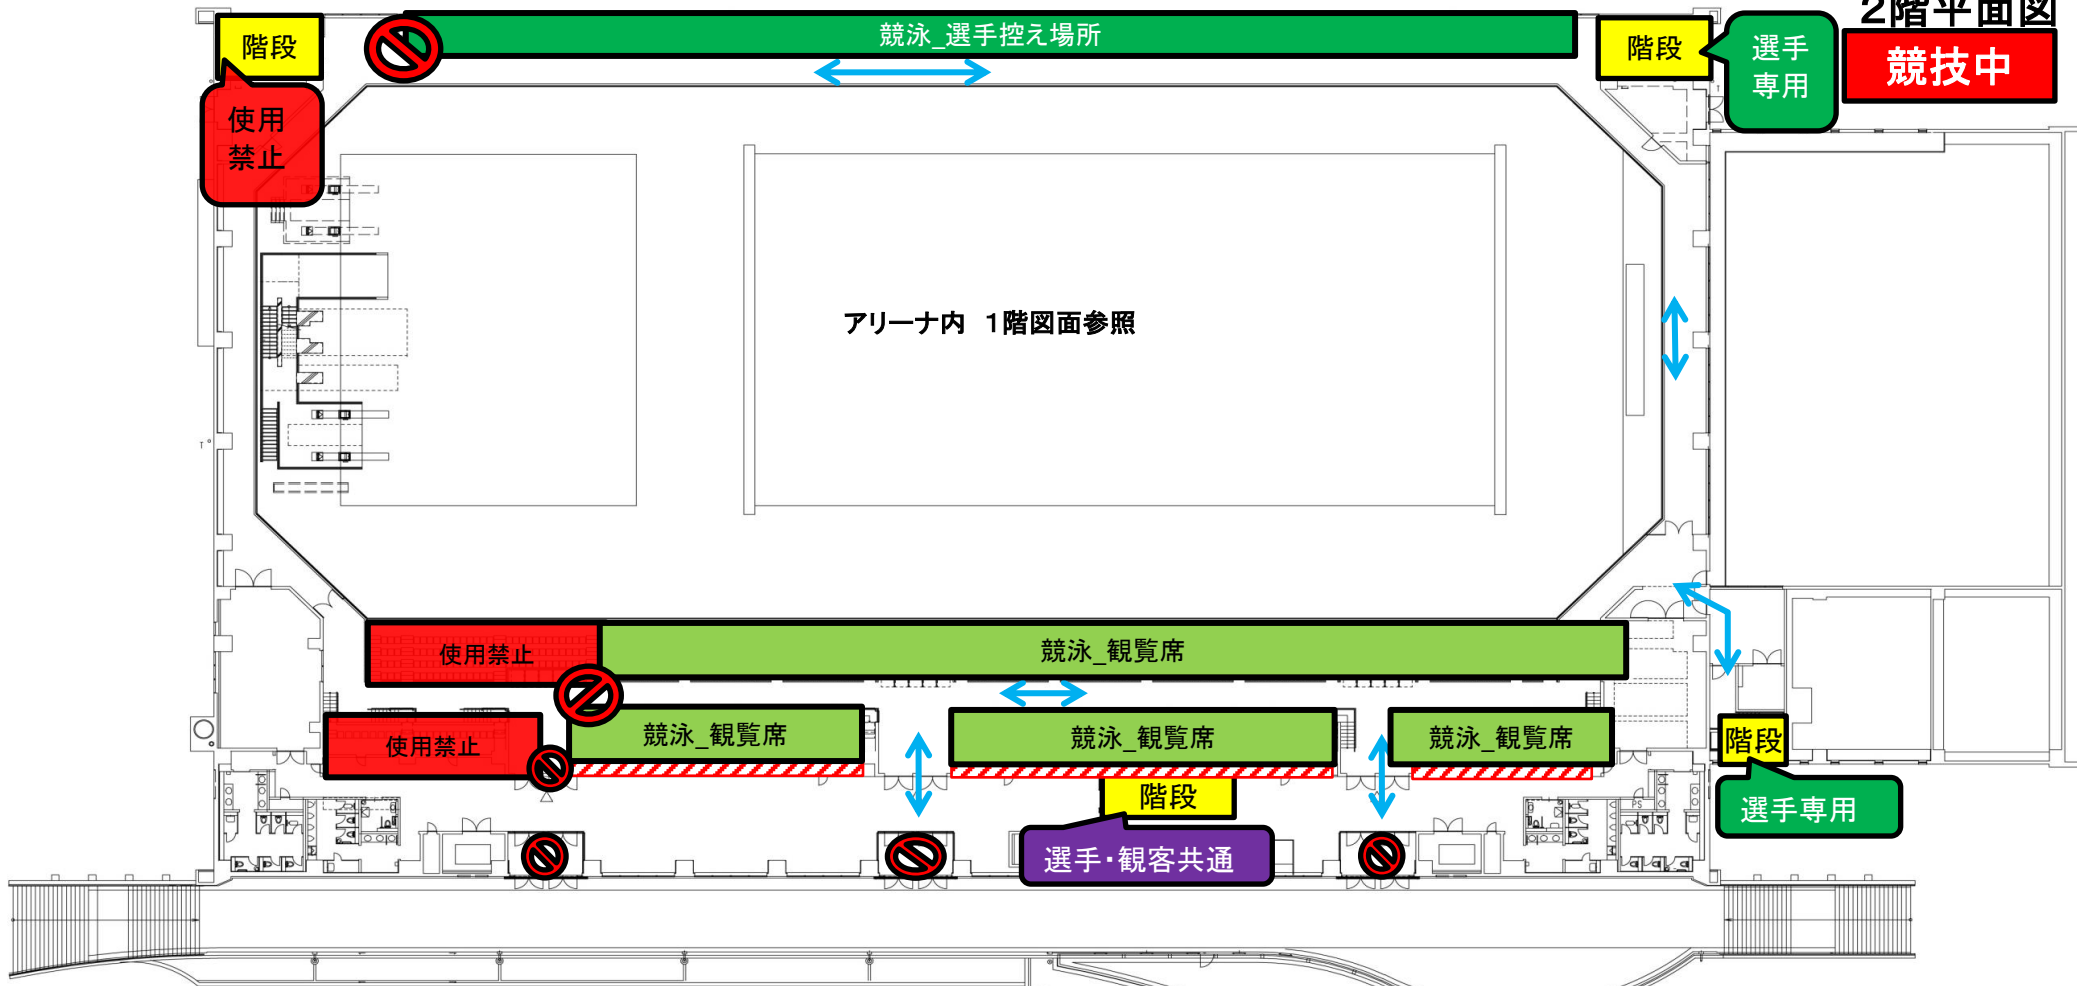 2階平面図
競技中
階段
競泳_選手控え場所
階段
選手
専用
使用
禁止
アリーナ内 1階図面参照
使用禁止
競泳_観覧席
使用禁止
競泳_観覧席
競泳_観覧席
競泳_観覧席
階段
階段
選手専用
選手・観客共通
PS